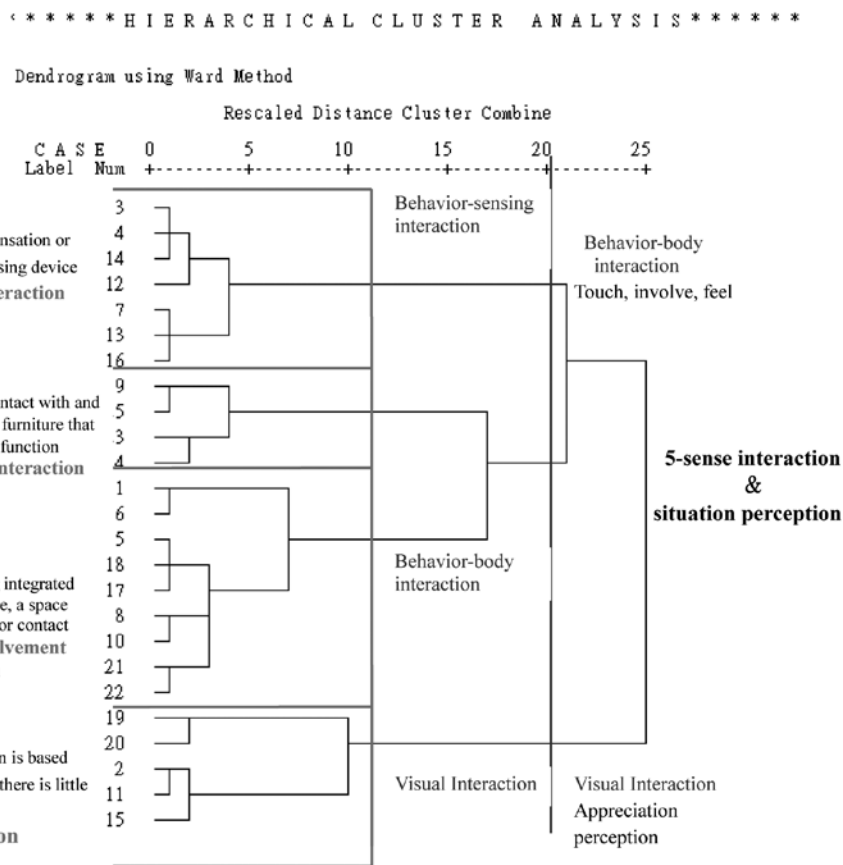 * * * * * * H I E R A R C H I C A L  C L U S T E R  A N A L Y S I S * * * * * *
Dendrogram using Ward Method
Rescaled Distance Cluster Combine
C A S E 0 5 10 15 20 25
Label Num +---------+---------+---------+---------+---------+
3
4
14
12
7
13
16
9
5
3
4
1
6
5
18
17
8
10
21
22
19
20
2
11
15
nsation or
sing device
eraction
ntact with and
furniture that
function
nteraction
integrated
e, a space
or contact
lvement
n is based
there is little
on
Behavior-sensing
interaction
Behavior-body
interaction
Visual Interaction
Behavior-body
interaction
Touch, involve, feel
Visual Interaction
Appreciation
perception
5-sense interaction
&
situation perception